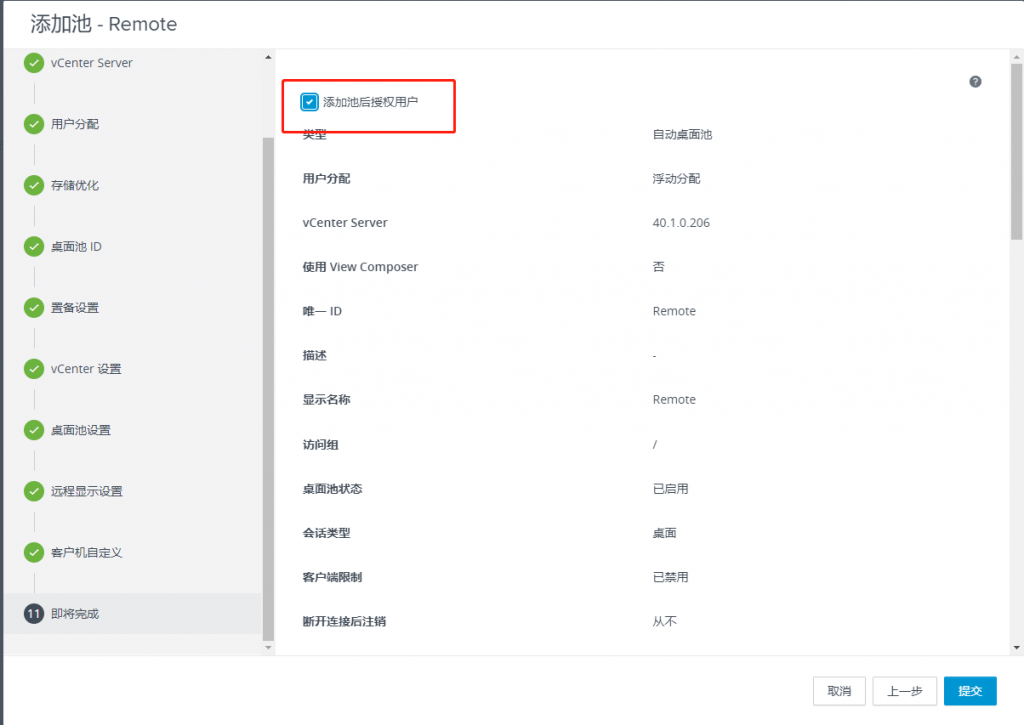 添加池 - Remote
vCenter Server
用户分配
存储优化
桌面池 ID
置备设置
vCenter 设置
桌面池设置
远程显示设置
客户机自定义
11 即将完成
添加池后授权用户
类型 自动桌面池
用户分配 浮动分配
vCenter Server 40.1.0.206
使用 View Composer 否
唯一 ID Remote
描述 -
显示名称 Remote
访问组 /
桌面池状态 已启用
会话类型 桌面
客户端限制 已禁用
断开连接后注销 从不
取消 上一步 提交